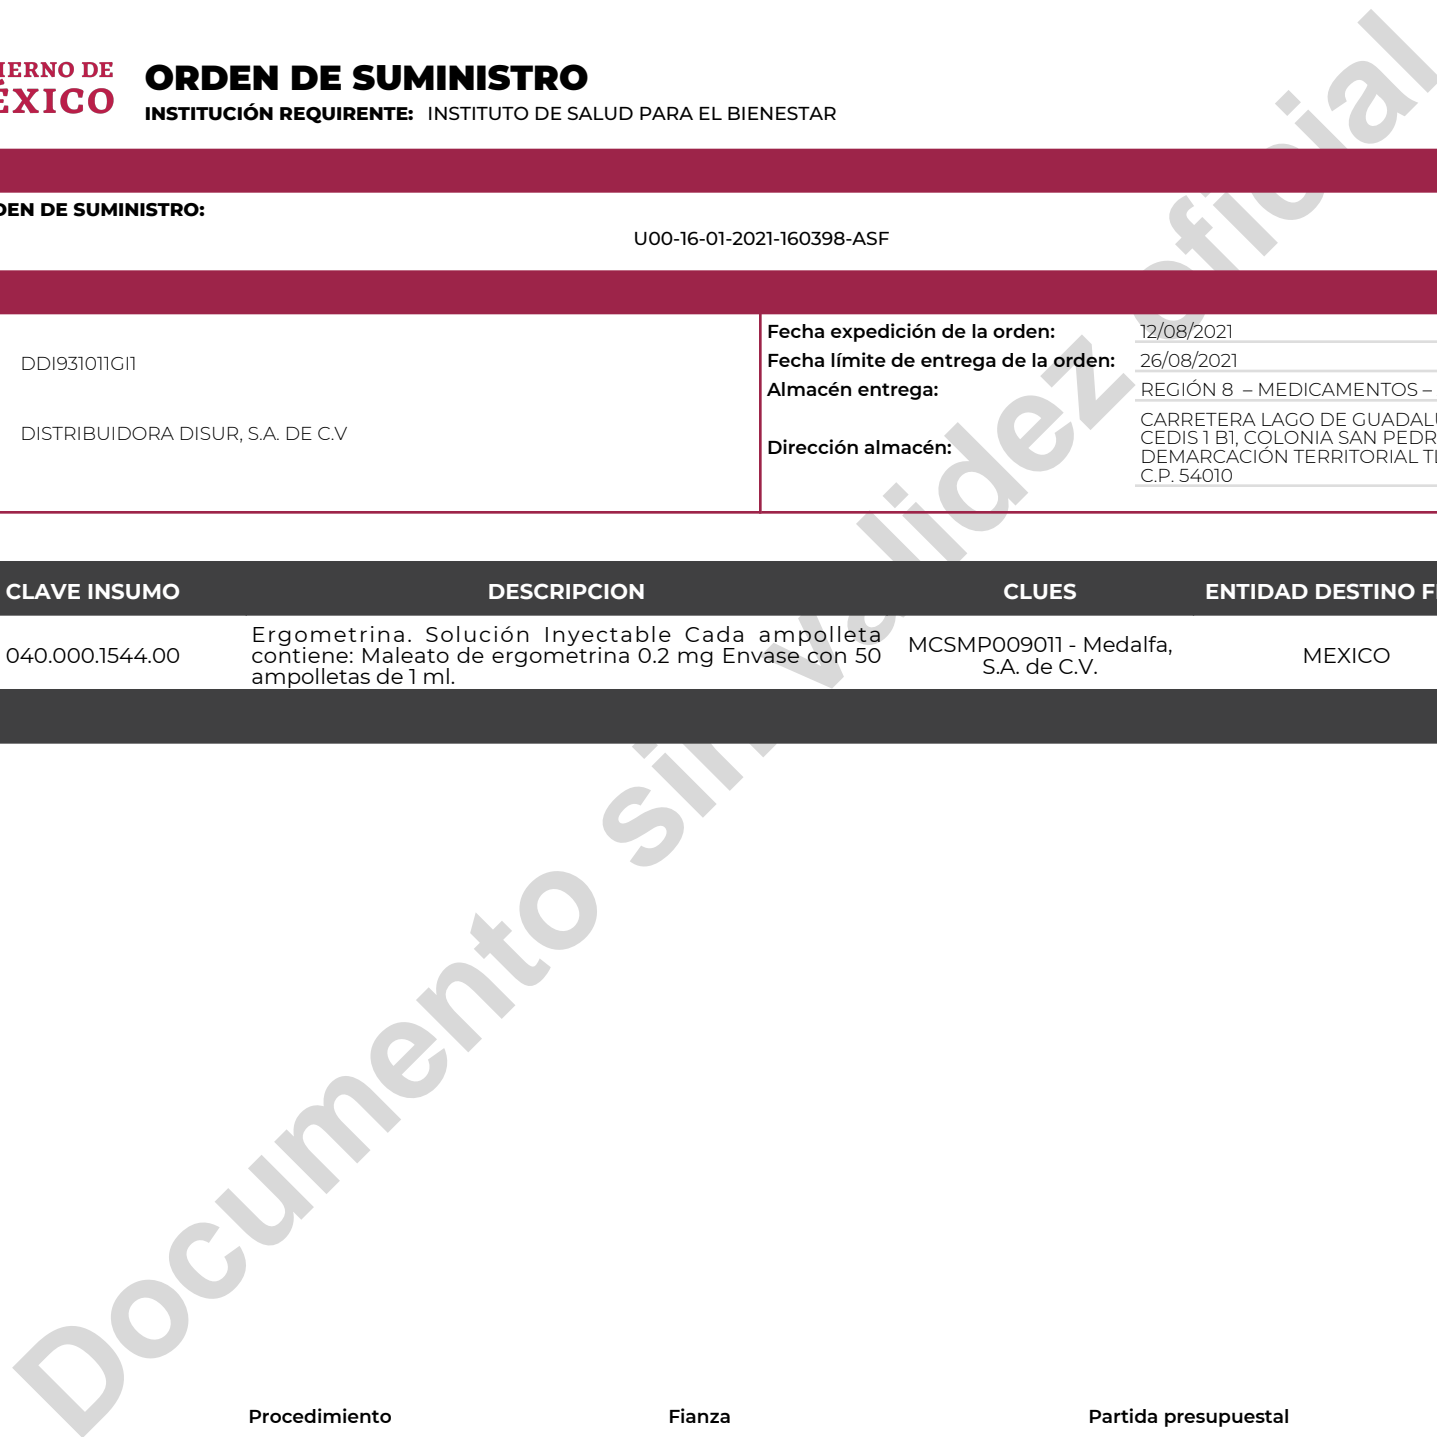 IERNO DE
ÉXICO
ORDEN DE SUMINISTRO
INSTITUCIÓN REQUIRENTE: INSTITUTO DE SALUD PARA EL BIENESTAR
DEN DE SUMINISTRO:
U00-16-01-2021-160398-ASF
DDI931011GI1
DISTRIBUIDORA DISUR, S.A. DE C.V
Fecha expedición de la orden: 12/08/2021
Fecha límite de entrega de la orden: 26/08/2021
Almacén entrega: REGIÓN 8 – MEDICAMENTOS –
Dirección almacén:
CARRETERA LAGO DE GUADALU
CEDIS 1 B1, COLONIA SAN PEDR
DEMARCACIÓN TERRITORIAL TL
C.P. 54010
CLAVE INSUMO DESCRIPCION CLUES ENTIDAD DESTINO FI
040.000.1544.00
Ergometrina. Solución Inyectable Cada ampolleta
contiene: Maleato de ergometrina 0.2 mg Envase con 50
ampolletas de 1 ml.
MCSMP009011 - Medalfa,
S.A. de C.V.
MEXICO
Documento sin validez oficial
Procedimiento Fianza Partida presupuestal